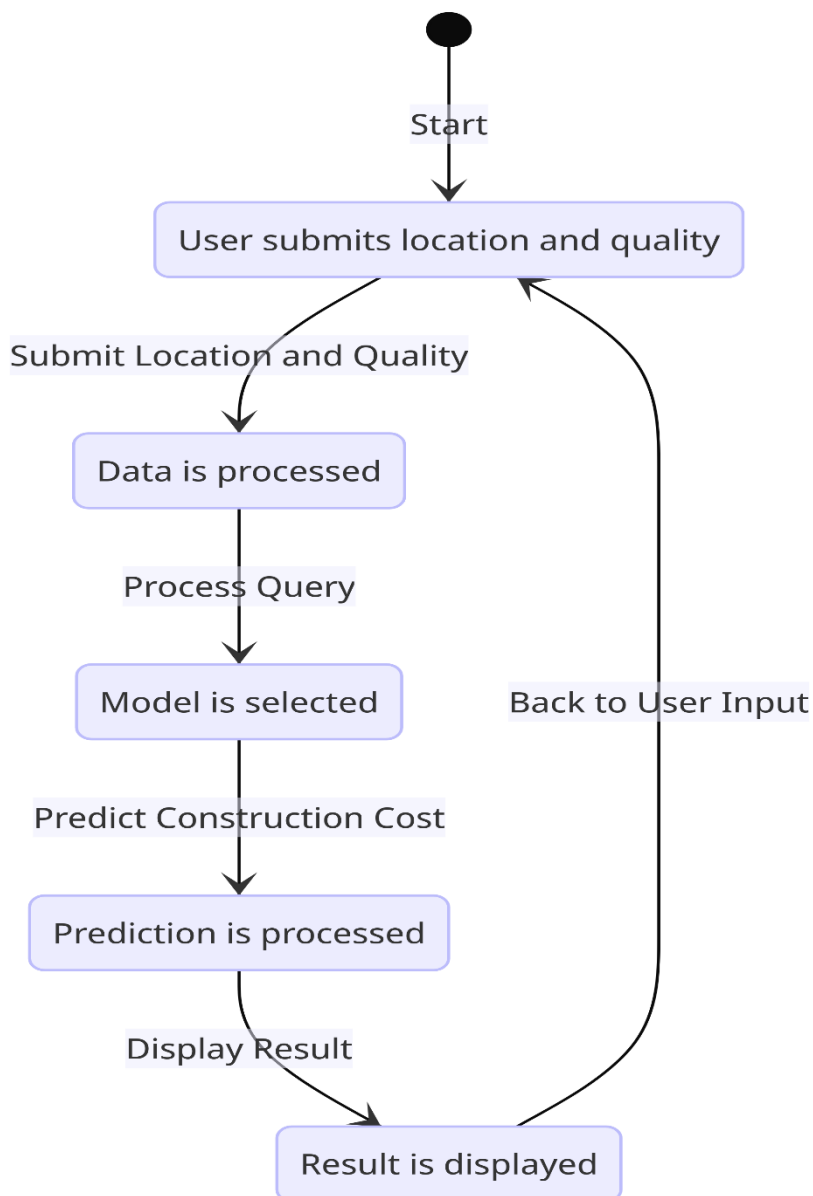 Start
User submits location and quality
Submit Location and Quality
Data is processed
Process Query
Model is selected
Back to User Input
Predict Construction Cost
Prediction is processed
Display Result
Result is displayed